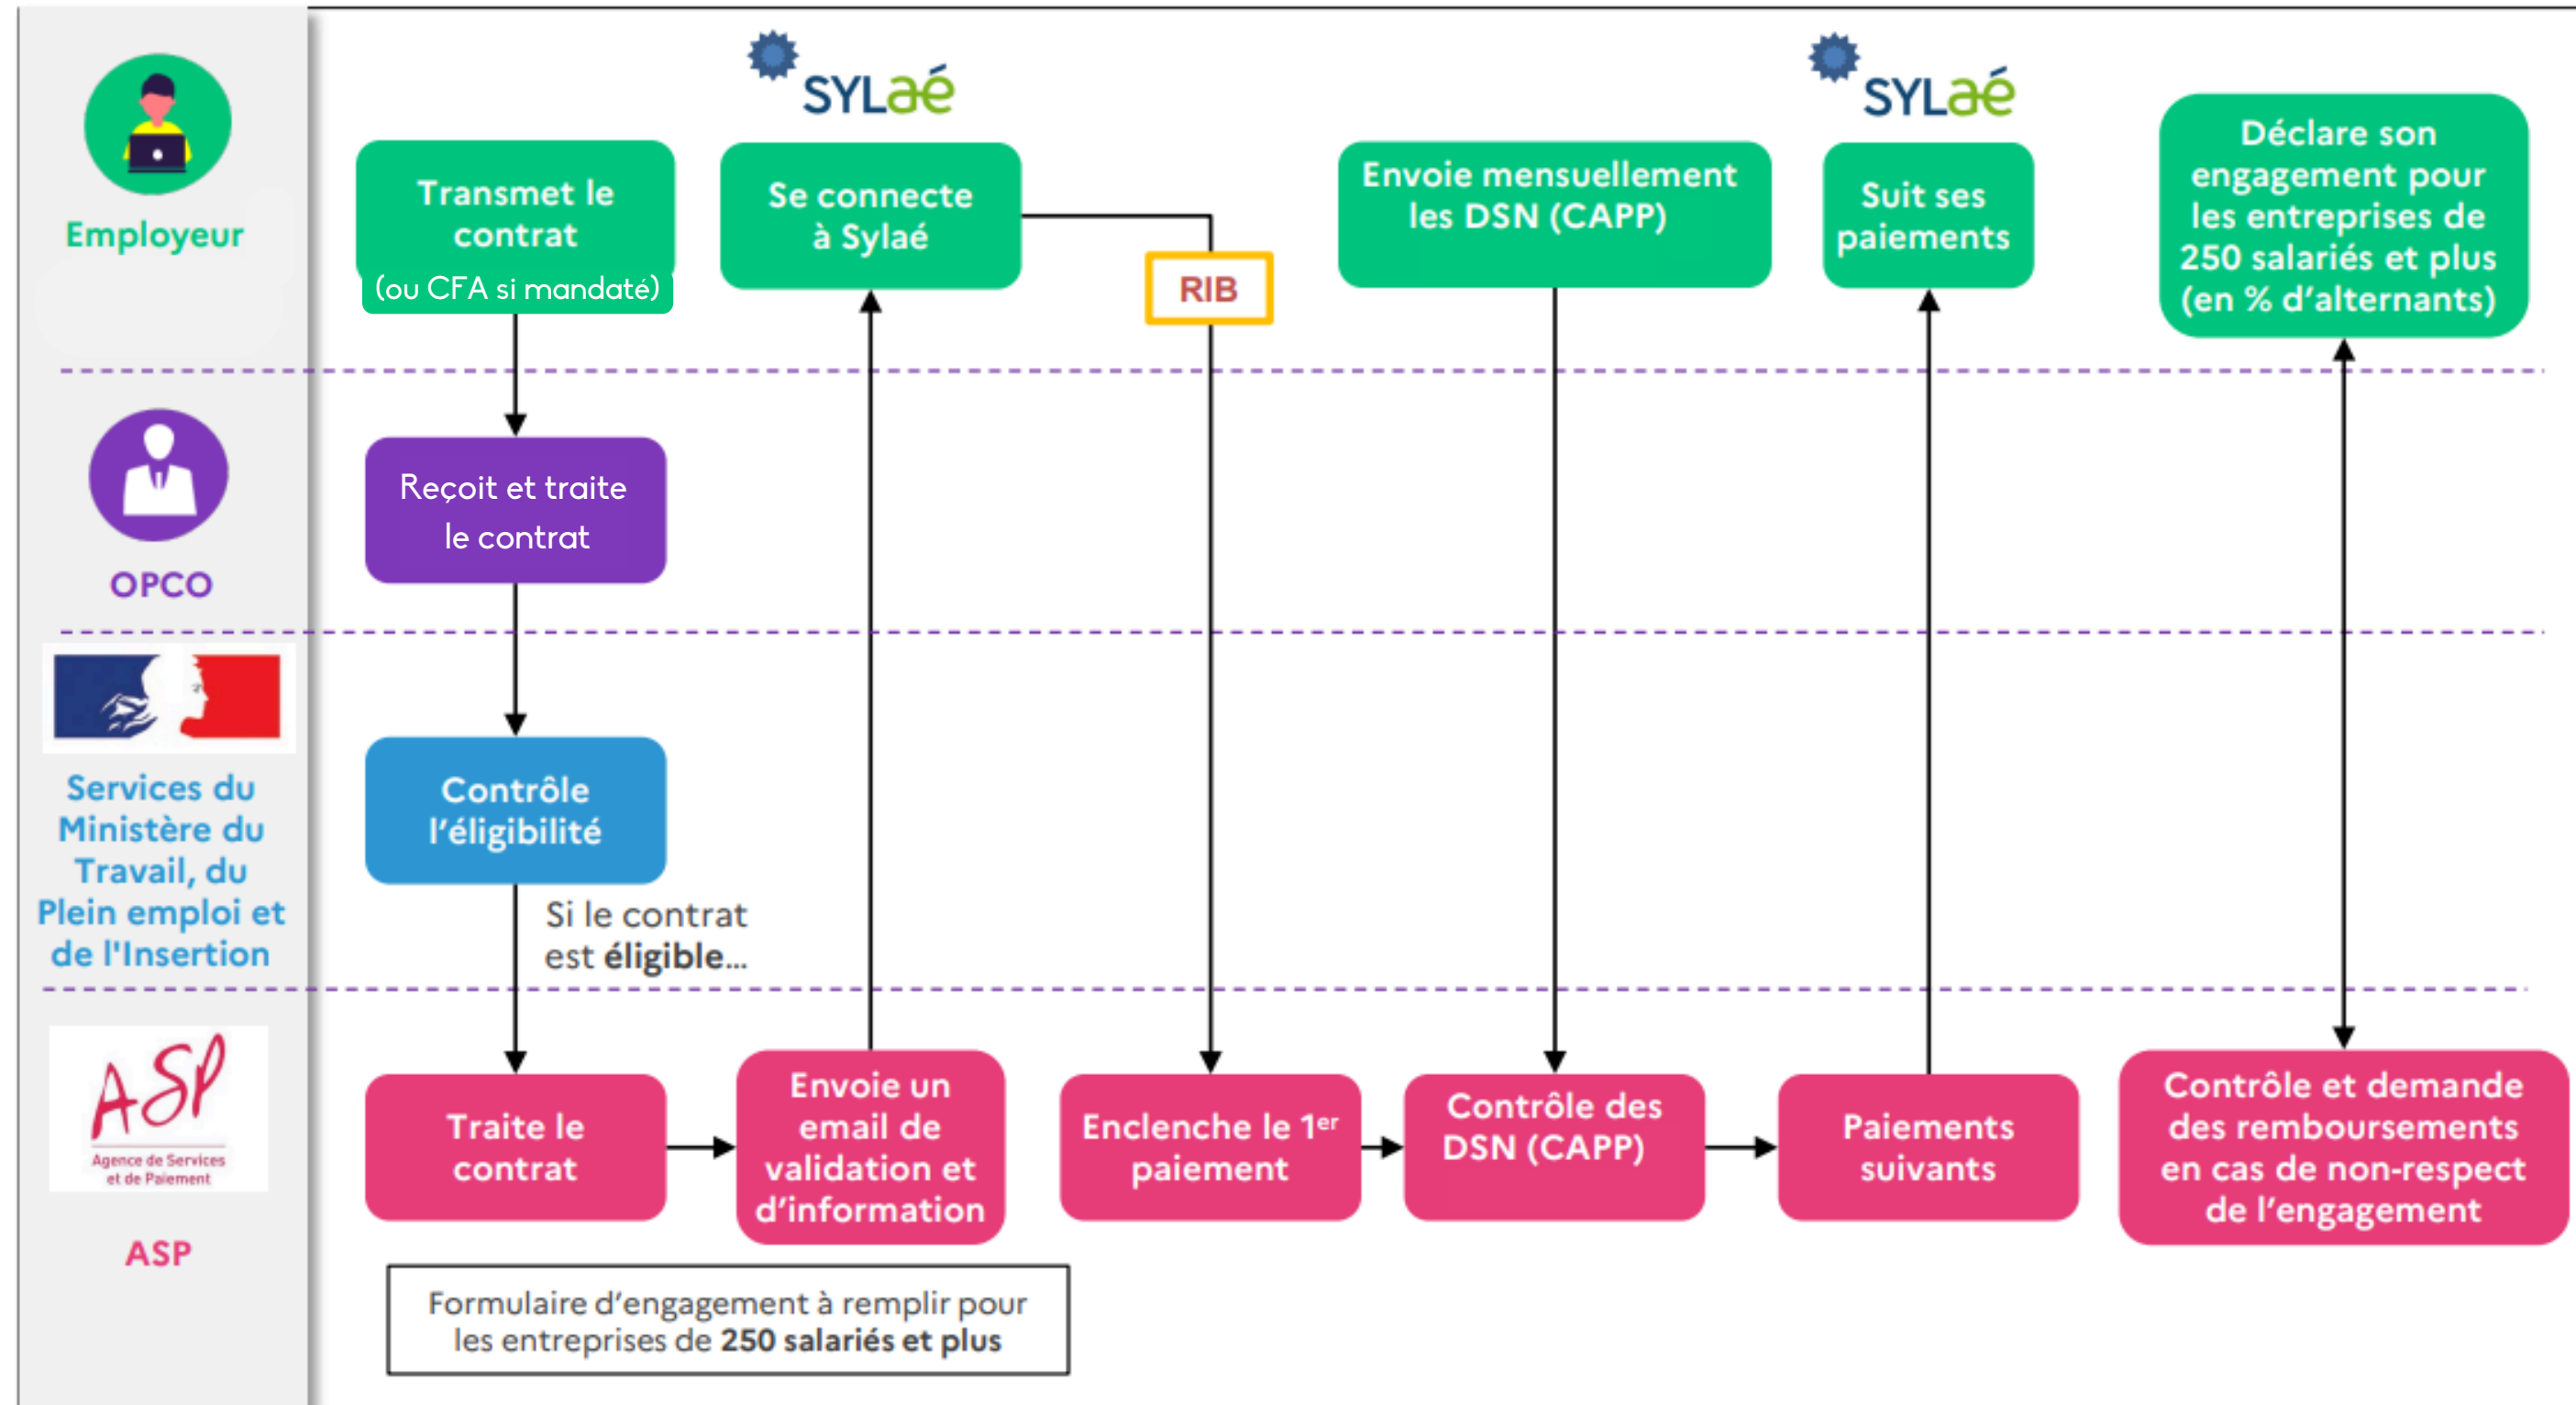 SYLaé
SYLaé
Employeur
Transmet le
contrat
(ou CFA si mandaté)
Se connecte
à Sylaé
RIB
Envoie mensuellement
les DSN (CAPP)
Suit ses
paiements
Déclare son
engagement pour
les entreprises de
250 salariés et plus
(en % d’alternants)
OPCO
Reçoit et traite
le contrat
Services du
Ministère du
Travail, du
Plein emploi et
de l'Insertion
Contrôle
l’éligibilité
Si le contrat
est éligible...
ASP
Agence de Services
et de Paiement
ASP
Traite le
contrat
Envoie un
email de
validation et
d’information
Enclenche le 1er
paiement
Contrôle des
DSN (CAPP)
Paiements
suivants
Contrôle et demande
des remboursements
en cas de non-respect
de l’engagement
Formulaire d’engagement à remplir pour
les entreprises de 250 salariés et plus